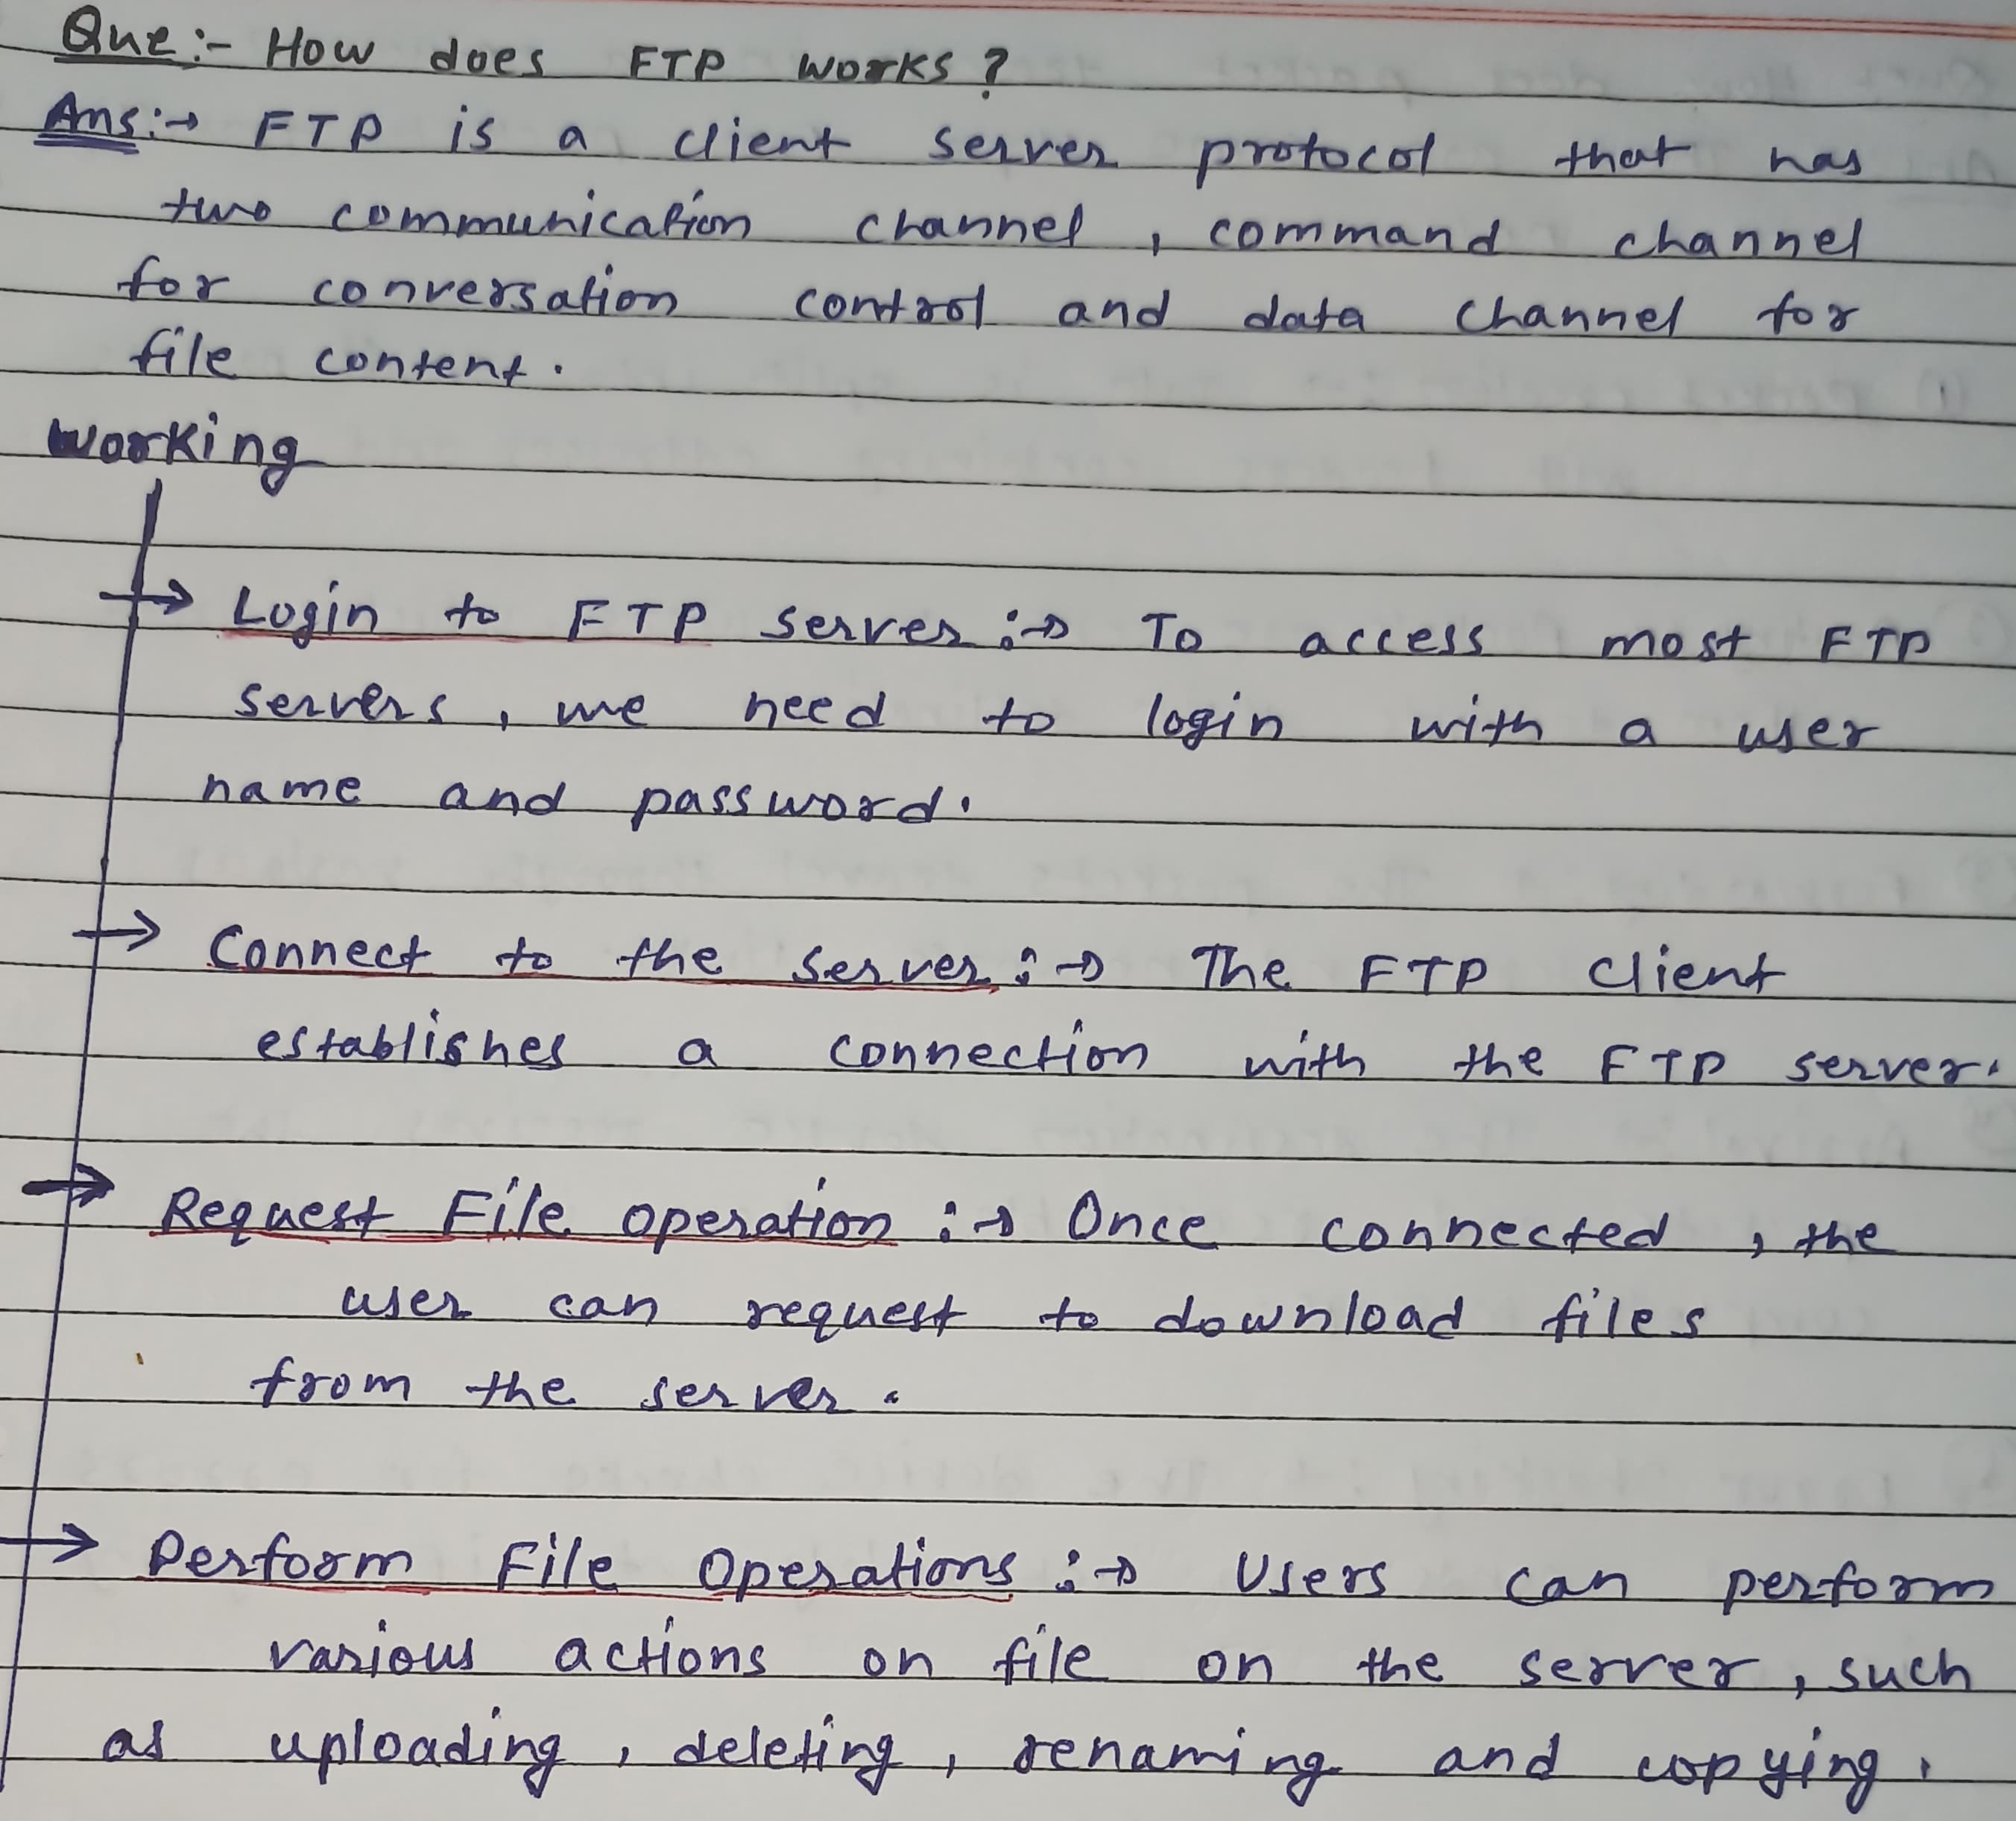 Que:- How does FTP works?
Ans:→ FTP is a client server protocol that has
two communication channel, command channel
for conversation control and data channel for
file content.
working
→ Login to FTP server:→ To access most FTP
servers, we need to login with a user
name and password.
→ Connect to the server:→ The FTP client
establishes a connection with the FTP server.
→ Request File operation:→ Once connected, the
user can request to download files
from the server.
→ Perform File Operations:→ Users can perform
various actions on file on the server, such
as uploading, deleting, renaming and copying.